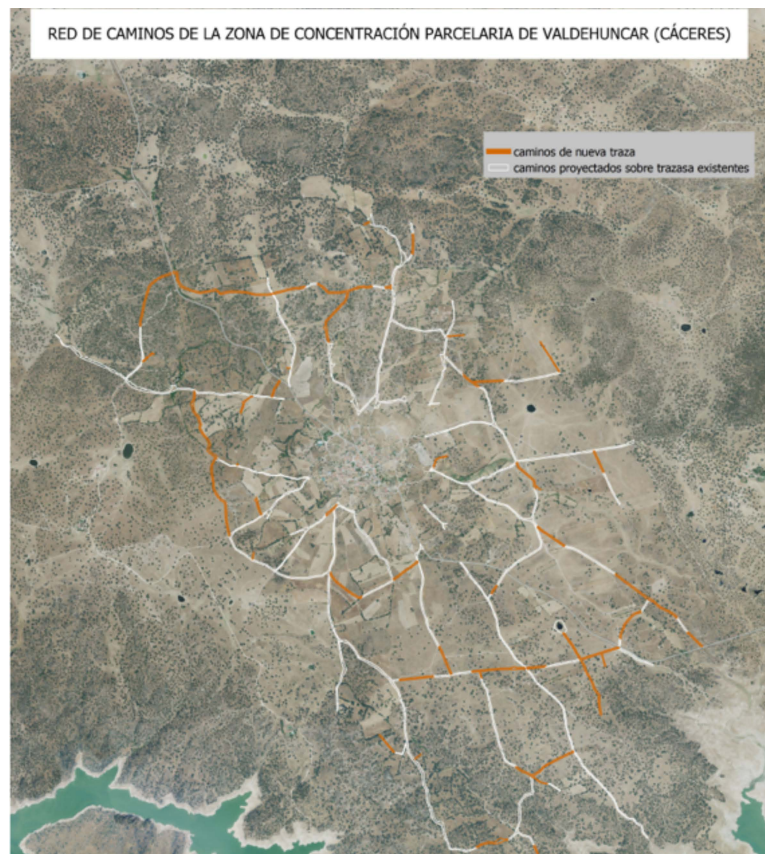 RED DE CAMINOS DE LA ZONA DE CONCENTRACIÓN PARCELARIA DE VALDEHUNCAR (CÁCERES)
caminos de nueva traza
caminos proyectados sobre trazasa existentes